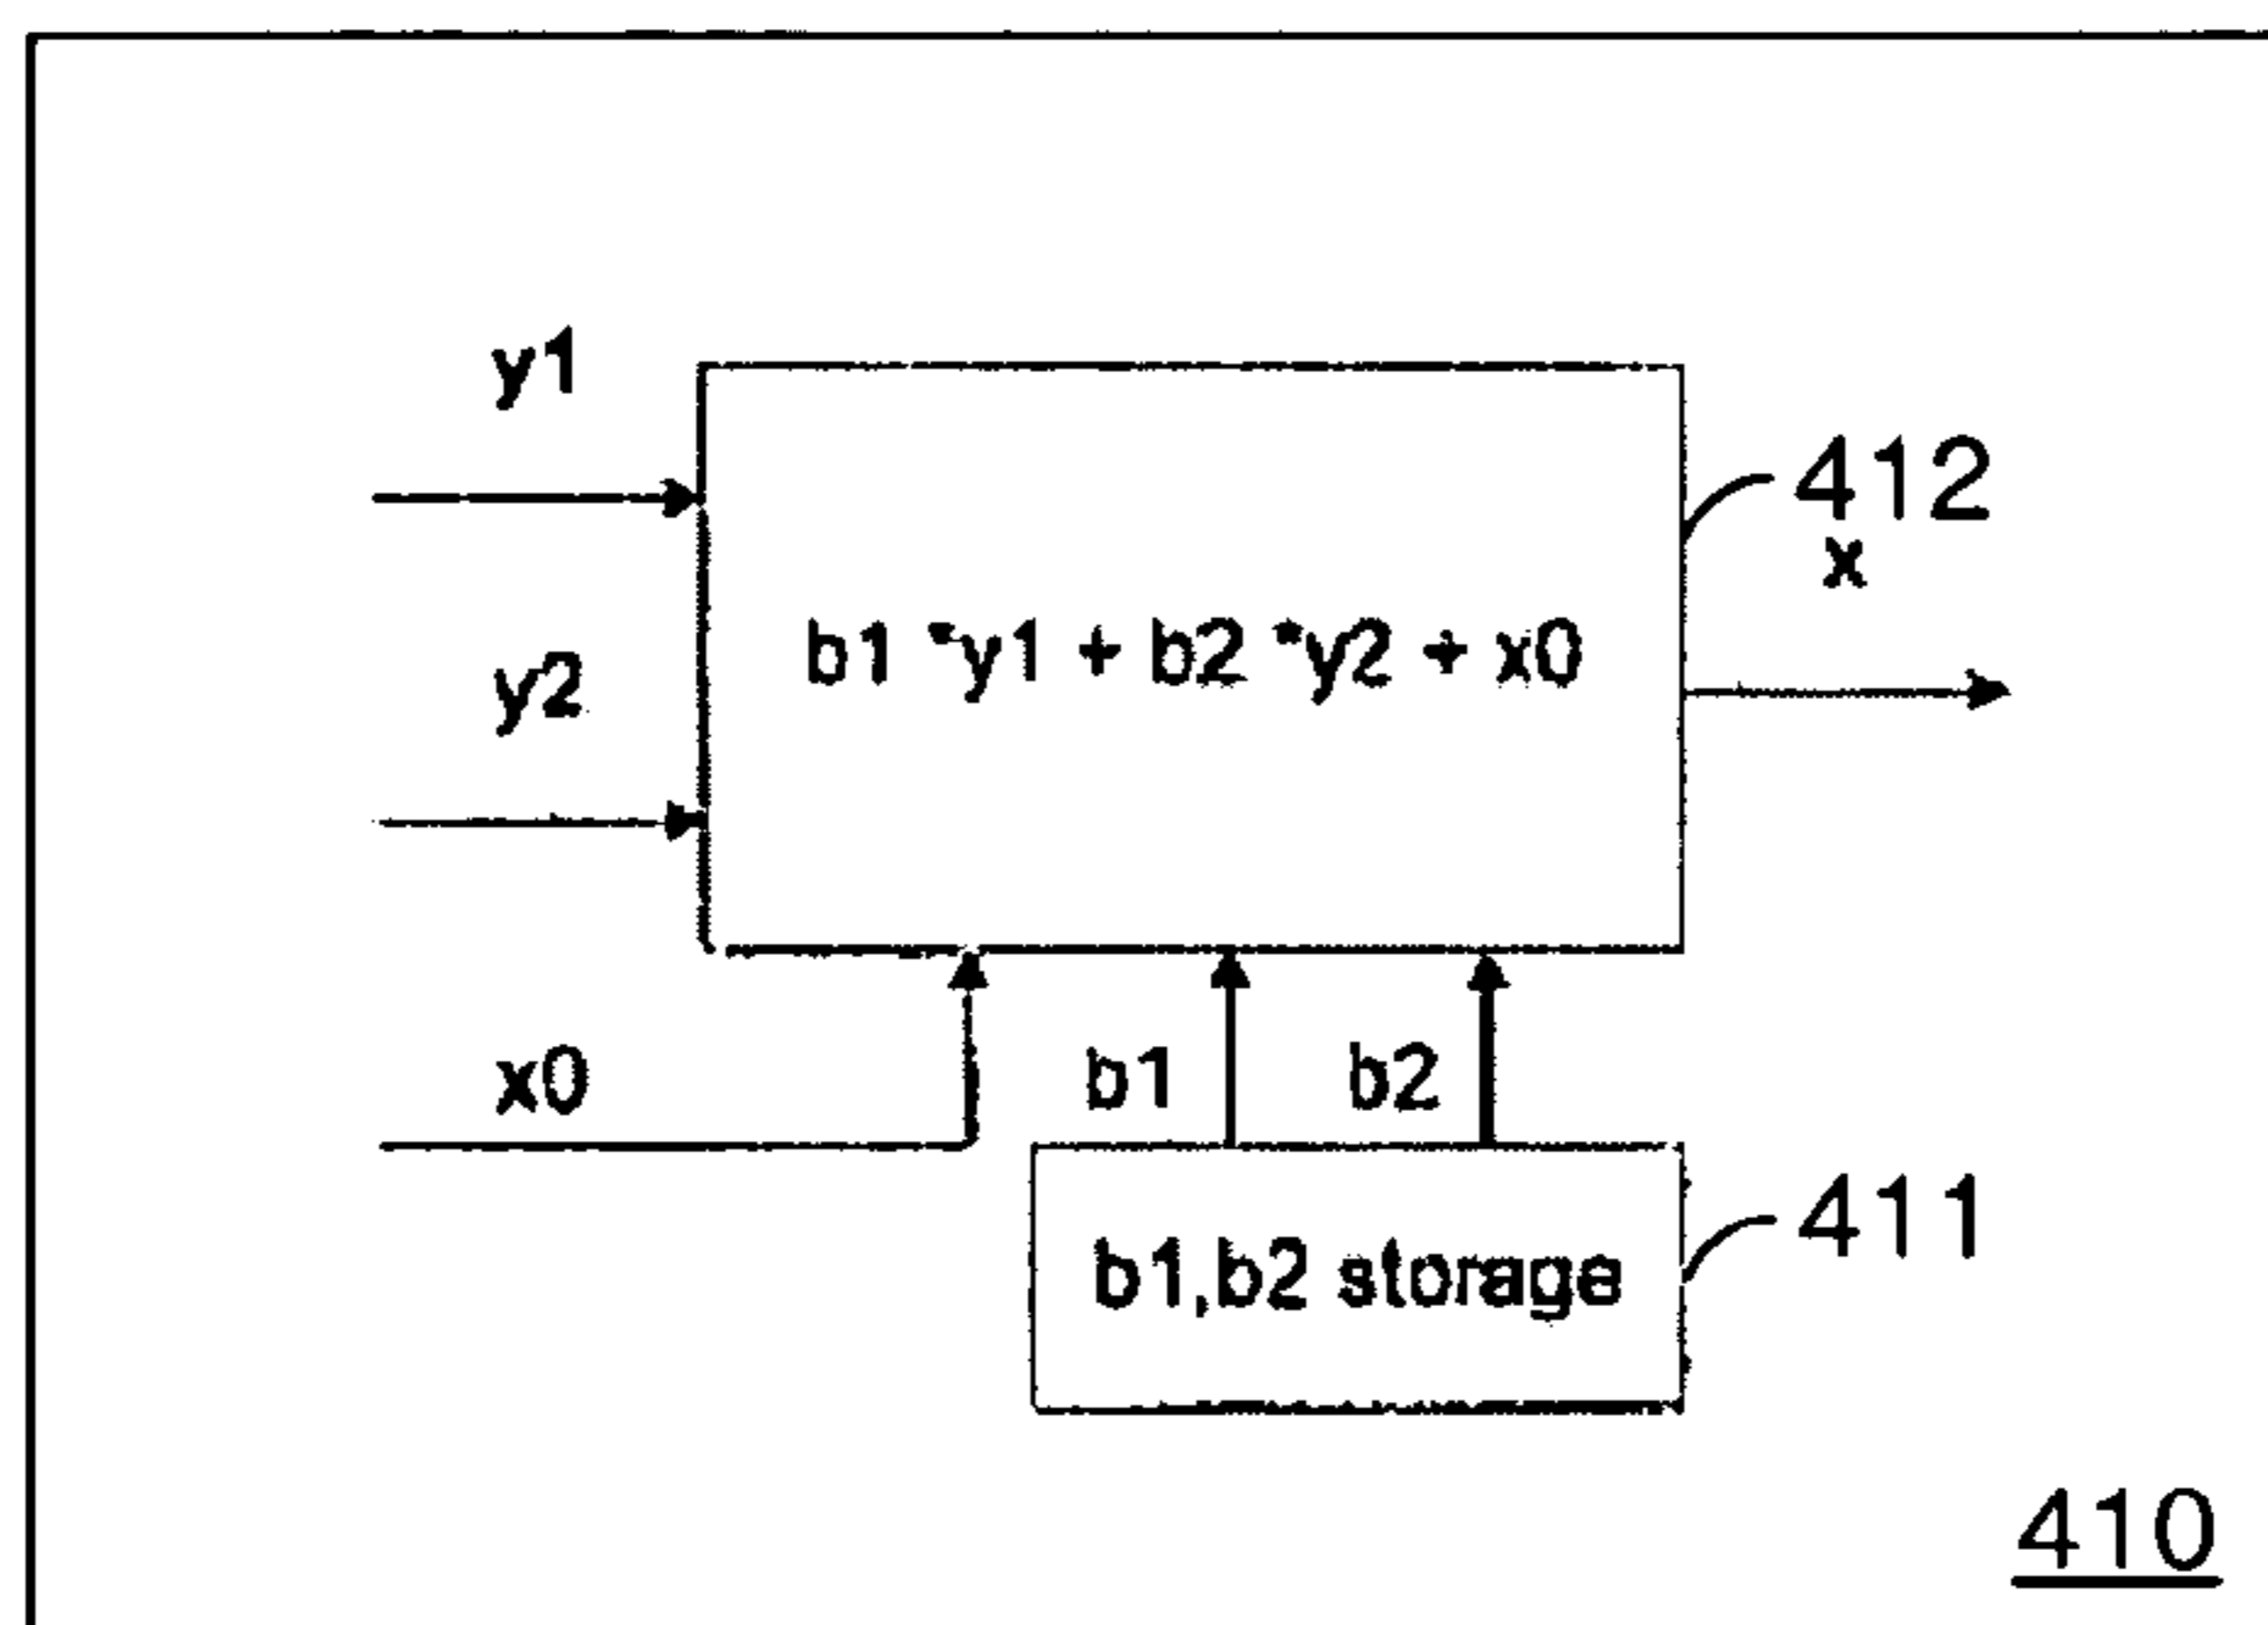 y1
412
x
b1 *y1 + b2 *y2 + x0
y2
x0
b1
b2
b1,b2 storage
411
410